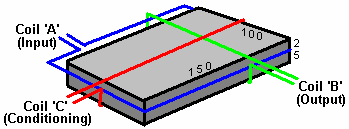 Coil 'A'
(Input)
100
2
5
150
Coil 'B'
(Output)
Coil 'C'
(Conditioning)